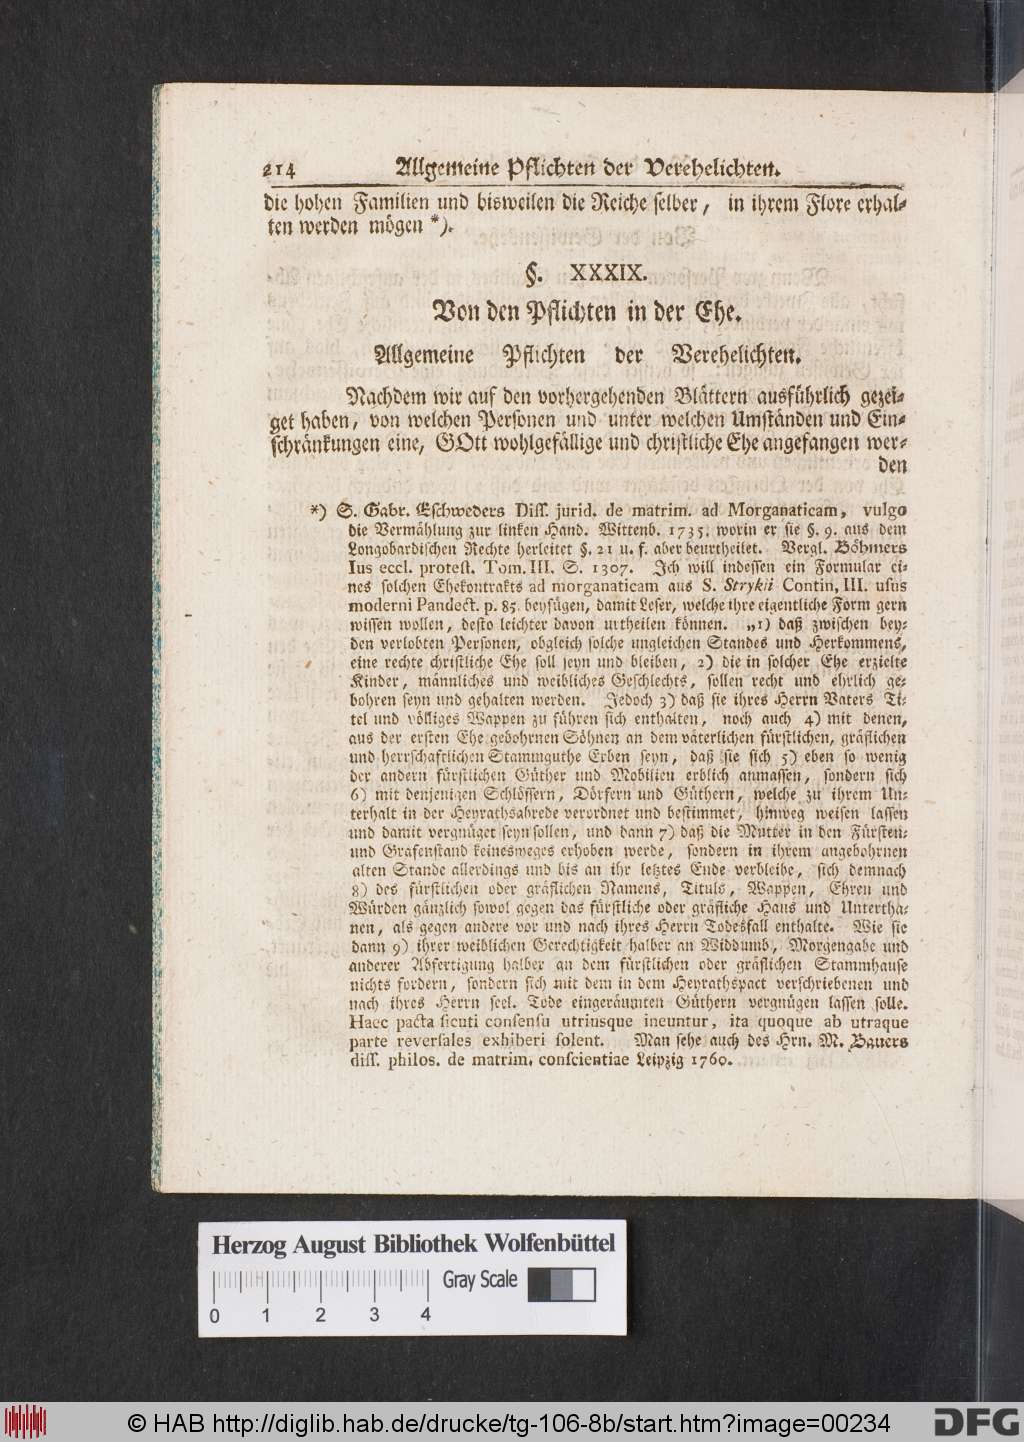 214 Allgemeine Pflichten der Verehelichten.
die hohen Familien und bisweilen die Reiche selber, in ihrem Flore erhal-
ten werden mögen *).
§. XXXIX.
Von den Pflichten in der Ehe.
Allgemeine Pflichten der Verehelichten.
Nachdem wir auf den vorhergehenden Blättern ausführlich gezei-
get haben, von welchen Personen und unter welchen Umständen und Ein-
schränkungen eine, GOtt wohlgefällige und christliche Ehe angefangen wer-
den
*) S. Gabr. Eschweders Diss. jurid. de matrim. ad Morganaticam, vulgo
die Vermählung zur linken Hand. Wittenb. 1735. worin er sie §. 9. aus dem
Longobardischen Rechte herleitet §. 21 u. f. aber beurtheilet. Vergl. Böhmers
Ius eccl. protest. Tom. III. S. 1307. Ich will indessen ein Formular ei-
nes solchen Ehekontrakts ad morganaticam aus S. Strykii Contin, III. usus
moderni Pandect. p. 85. beyfügen, damit Leser, welche ihre eigentliche Form gern
wissen wollen, desto leichter davon urtheilen können. „1) daß zwischen bey-
den verlobten Personen, obgleich solche ungleichen Standes und Herkommens,
eine rechte christliche Ehe soll seyn und bleiben, 2) die in solcher Ehe erzielte
Kinder, männliches und weibliches Geschlechts, sollen recht und ehrlich ge-
bohren seyn und gehalten werden. Jedoch 3) daß sie ihres Herrn Vaters Ti-
tel und völliges Wappen zu führen sich enthalten, noch auch 4) mit denen,
aus der ersten Ehe gebohrnen Söhnen an dem väterlichen fürstlichen, gräflichen
und herrschaftlichen Stammguthe Erben seyn, daß sie sich 5) eben so wenig
der andern fürstlichen Güther und Mobilien erblich anmassen, sondern sich
6) mit denjenigen Schlössern, Dörfern und Güthern, welche zu ihrem Un-
terhalt in der Heyrathsabrede verordnet und bestimmet, hinweg weisen lassen
und damit vergnüget seyn sollen, und dann 7) daß die Mutter in den Fürsten-
und Grafenstand keinesweges erhoben werde, sondern in ihrem angebohrnen
alten Stande allerdings und bis an ihr letztes Ende verbleibe, sich demnach
8) des fürstlichen oder gräflichen Namens, Tituls, Wappen, Ehren und
Würden gänzlich sowol gegen das fürstliche oder gräfliche Haus und Untertha-
nen, als gegen andere vor und nach ihres Herrn Todesfall enthalte. Wie sie
dann 9) ihrer weiblichen Gerechtigkeit halber an Widdumb, Morgengabe und
anderer Abfertigung halber an dem fürstlichen oder gräflichen Stammhause
nichts fordern, sondern sich mit dem in dem Heyrathspact verschriebenen und
nach ihres Herrn seel. Tode eingeräumten Güthern vergnügen lassen solle.
Haec pacta sicuti consensu utriusque ineuntur, ita quoque ab utraque
parte reversales exhiberi solent. Man sehe auch des Hrn. M. Bauers
diss. philos. de matrim. conscientiae Leipzig 1760.
Herzog August Bibliothek Wolfenbüttel
Gray Scale
0 1 2 3 4
© HAB http://diglib.hab.de/drucke/tg-106-8b/start.htm?image=00234
DFG